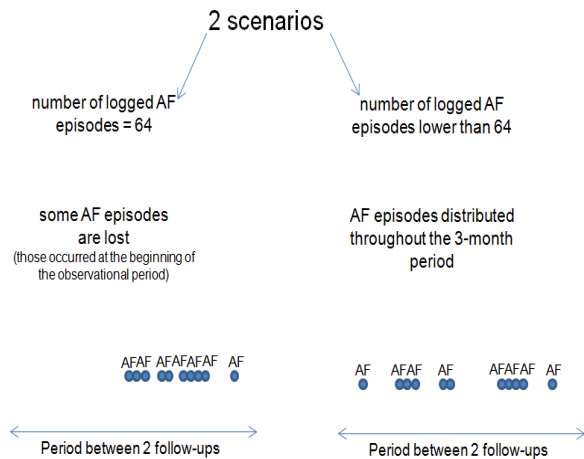 2 scenarios
number of logged AF
episodes = 64
number of logged AF
episodes lower than 64
some AF episodes
are lost
(those occurred at the beginning of
the observational period)
AF episodes distributed
throughout the 3-month
period
AFAF AFAFAF AF AF
AF AFAF AF AFAFAF AF
Period between 2 follow-ups
Period between 2 follow-ups